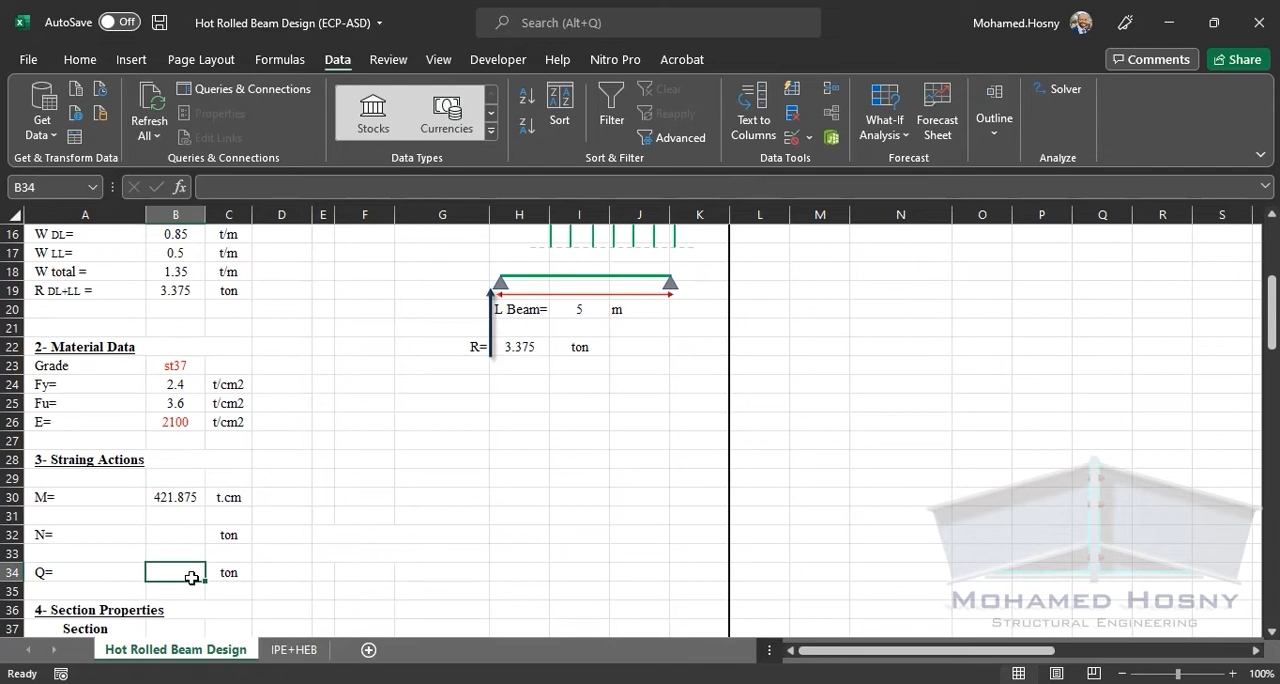 AutoSave Off Hot Rolled Beam Design (ECP-ASD) Search (Alt+Q) Mohamed.Hosny
File Home Insert Page Layout Formulas Data Review View Developer Help Nitro Pro Acrobat Comments Share
Get Data Refresh All Queries & Connections Properties Edit Links Stocks Currencies Sort Filter Clear Reapply Advanced Text to Columns What-If Analysis Forecast Sheet Outline Solver
Get & Transform Data Queries & Connections Data Types Sort & Filter Data Tools Forecast Analyze
B34 fx
A B C D E F G H I J K L M N O P Q R S
16 W DL= 0.85 t/m
17 W LL= 0.5 t/m
18 W total = 1.35 t/m
19 R DL+LL = 3.375 ton
20 L Beam= 5 m
21
22 2- Material Data R= 3.375 ton
23 Grade st37
24 Fy= 2.4 t/cm2
25 Fu= 3.6 t/cm2
26 E= 2100 t/cm2
27
28 3- Straing Actions
29
30 M= 421.875 t.cm
31
32 N= ton
33
34 Q= ton
35
36 4- Section Properties
37 Section
MOHAMED HOSNY
STRUCTURAL ENGINEERING
Hot Rolled Beam Design IPE+HEB
Ready 100%